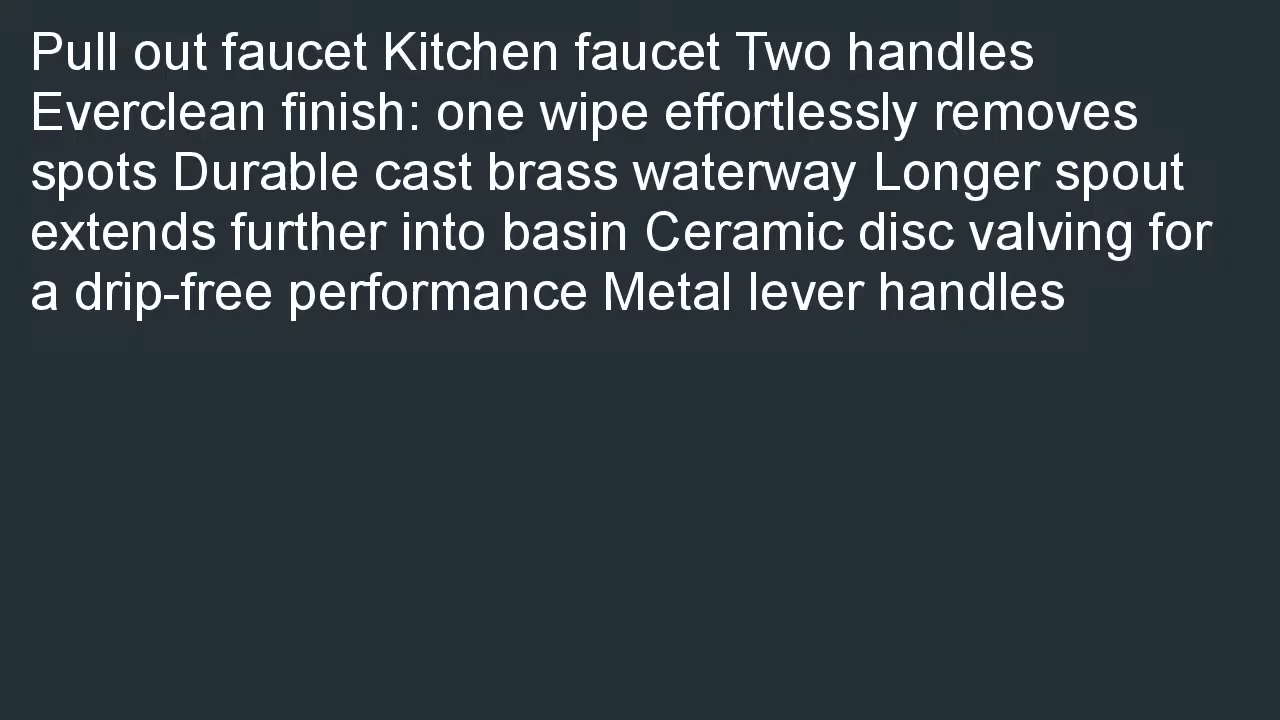 Pull out faucet Kitchen faucet Two handles
Everclean finish: one wipe effortlessly removes
spots Durable cast brass waterway Longer spout
extends further into basin Ceramic disc valving for
a drip-free performance Metal lever handles